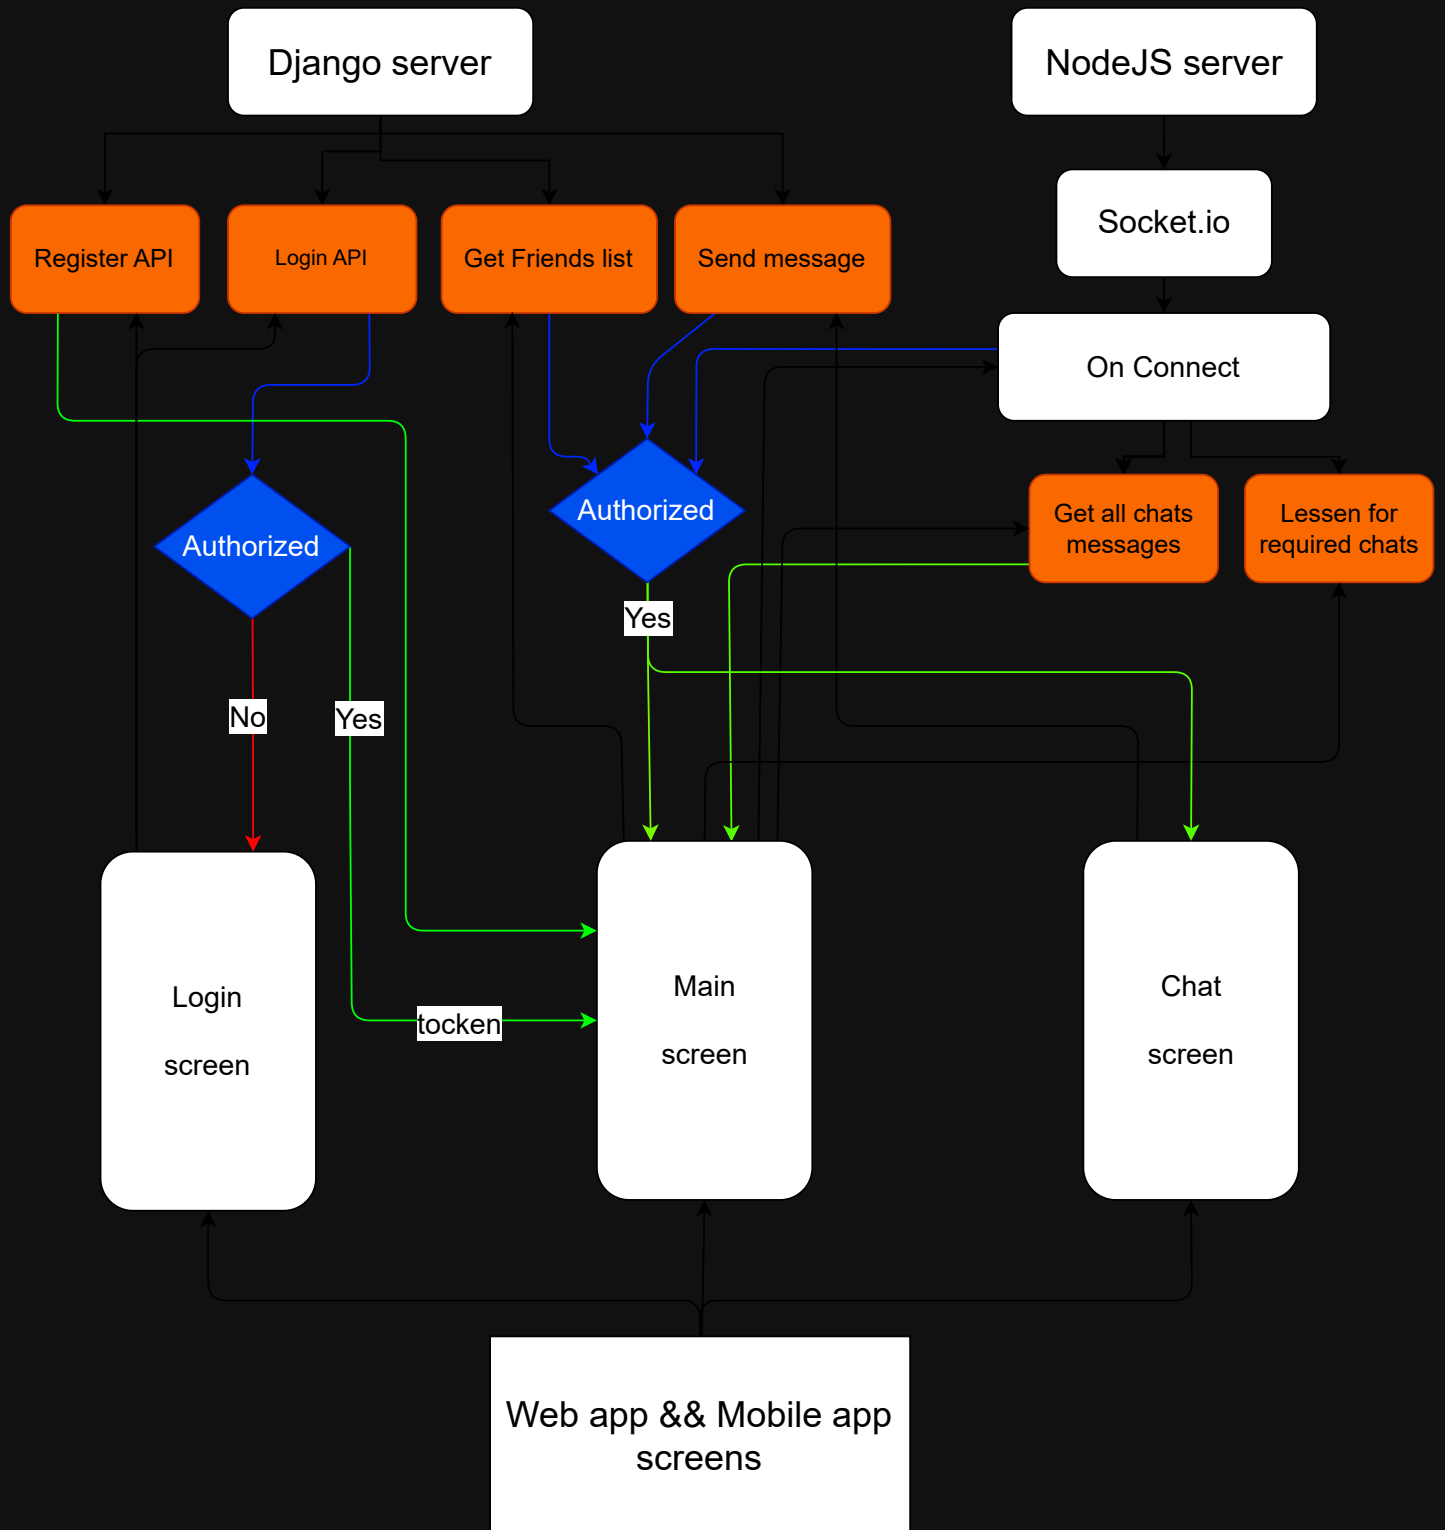 Django server
NodeJS server
Socket.io
Register API
Login API
Get Friends list
Send message
On Connect
Authorized
Authorized
Get all chats
messages
Lessen for
required chats
Yes
No
Yes
Login
screen
tocken
Main
screen
Chat
screen
Web app && Mobile app
screens